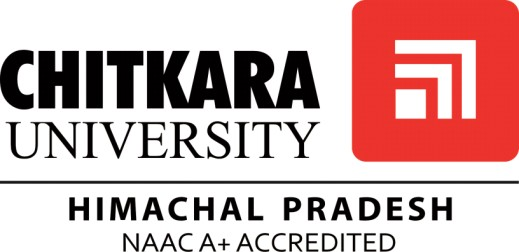 CHITKARA
UNIVERSITY
HIMACHAL PRADESH
NAAC A+ ACCREDITED